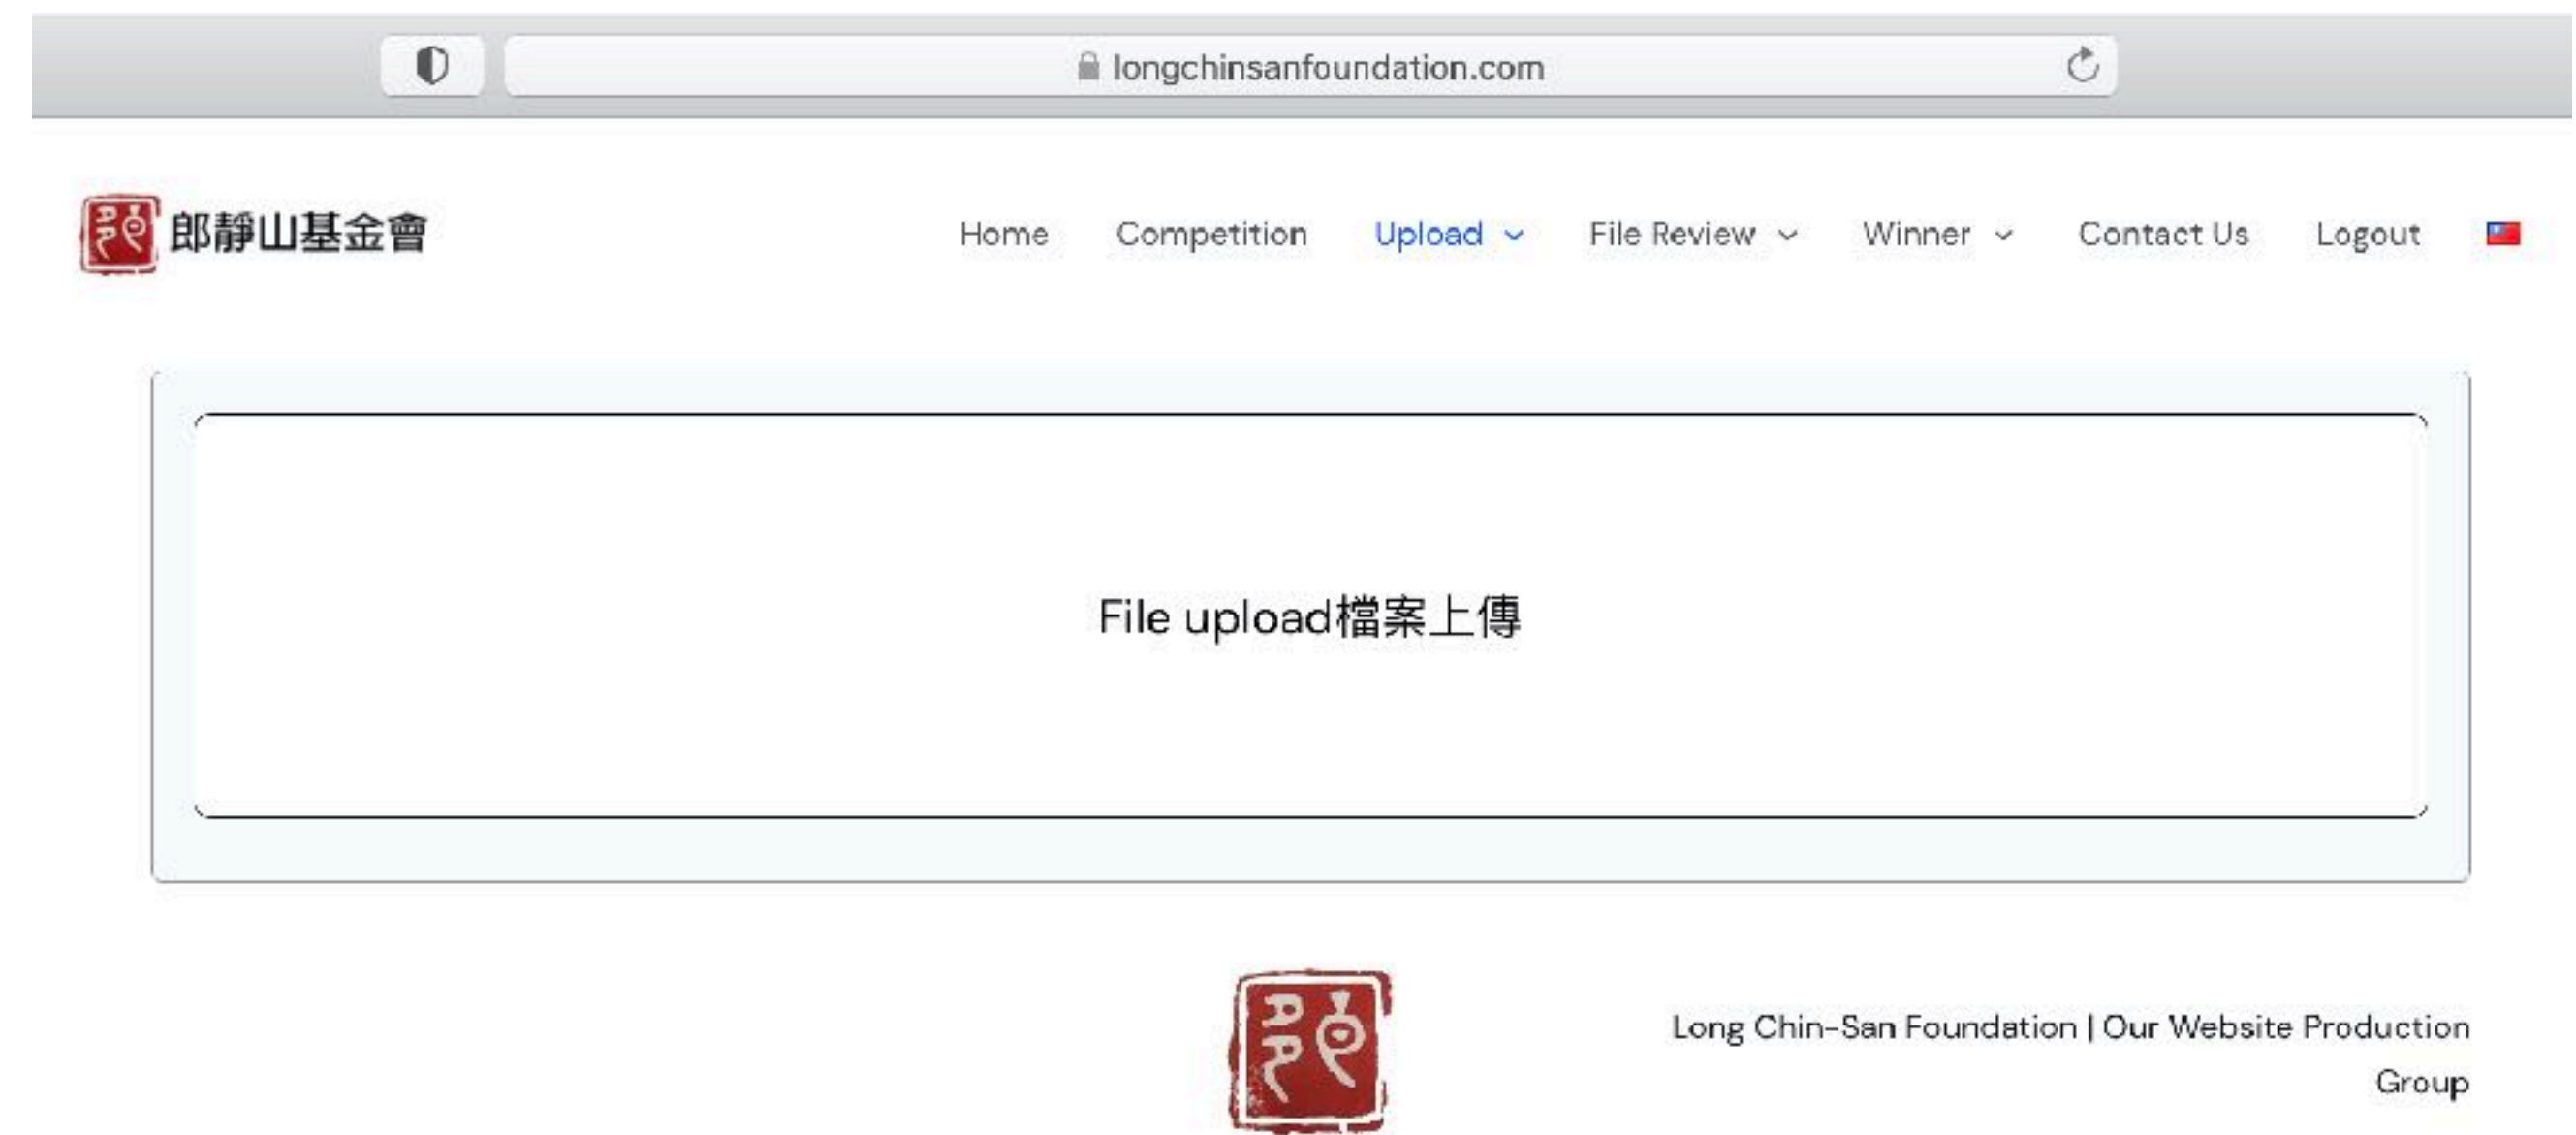 longchinsanfoundation.com
郎靜山基金會
Home Competition Upload File Review Winner Contact Us Logout
File upload檔案上傳
Long Chin-San Foundation | Our Website Production
Group